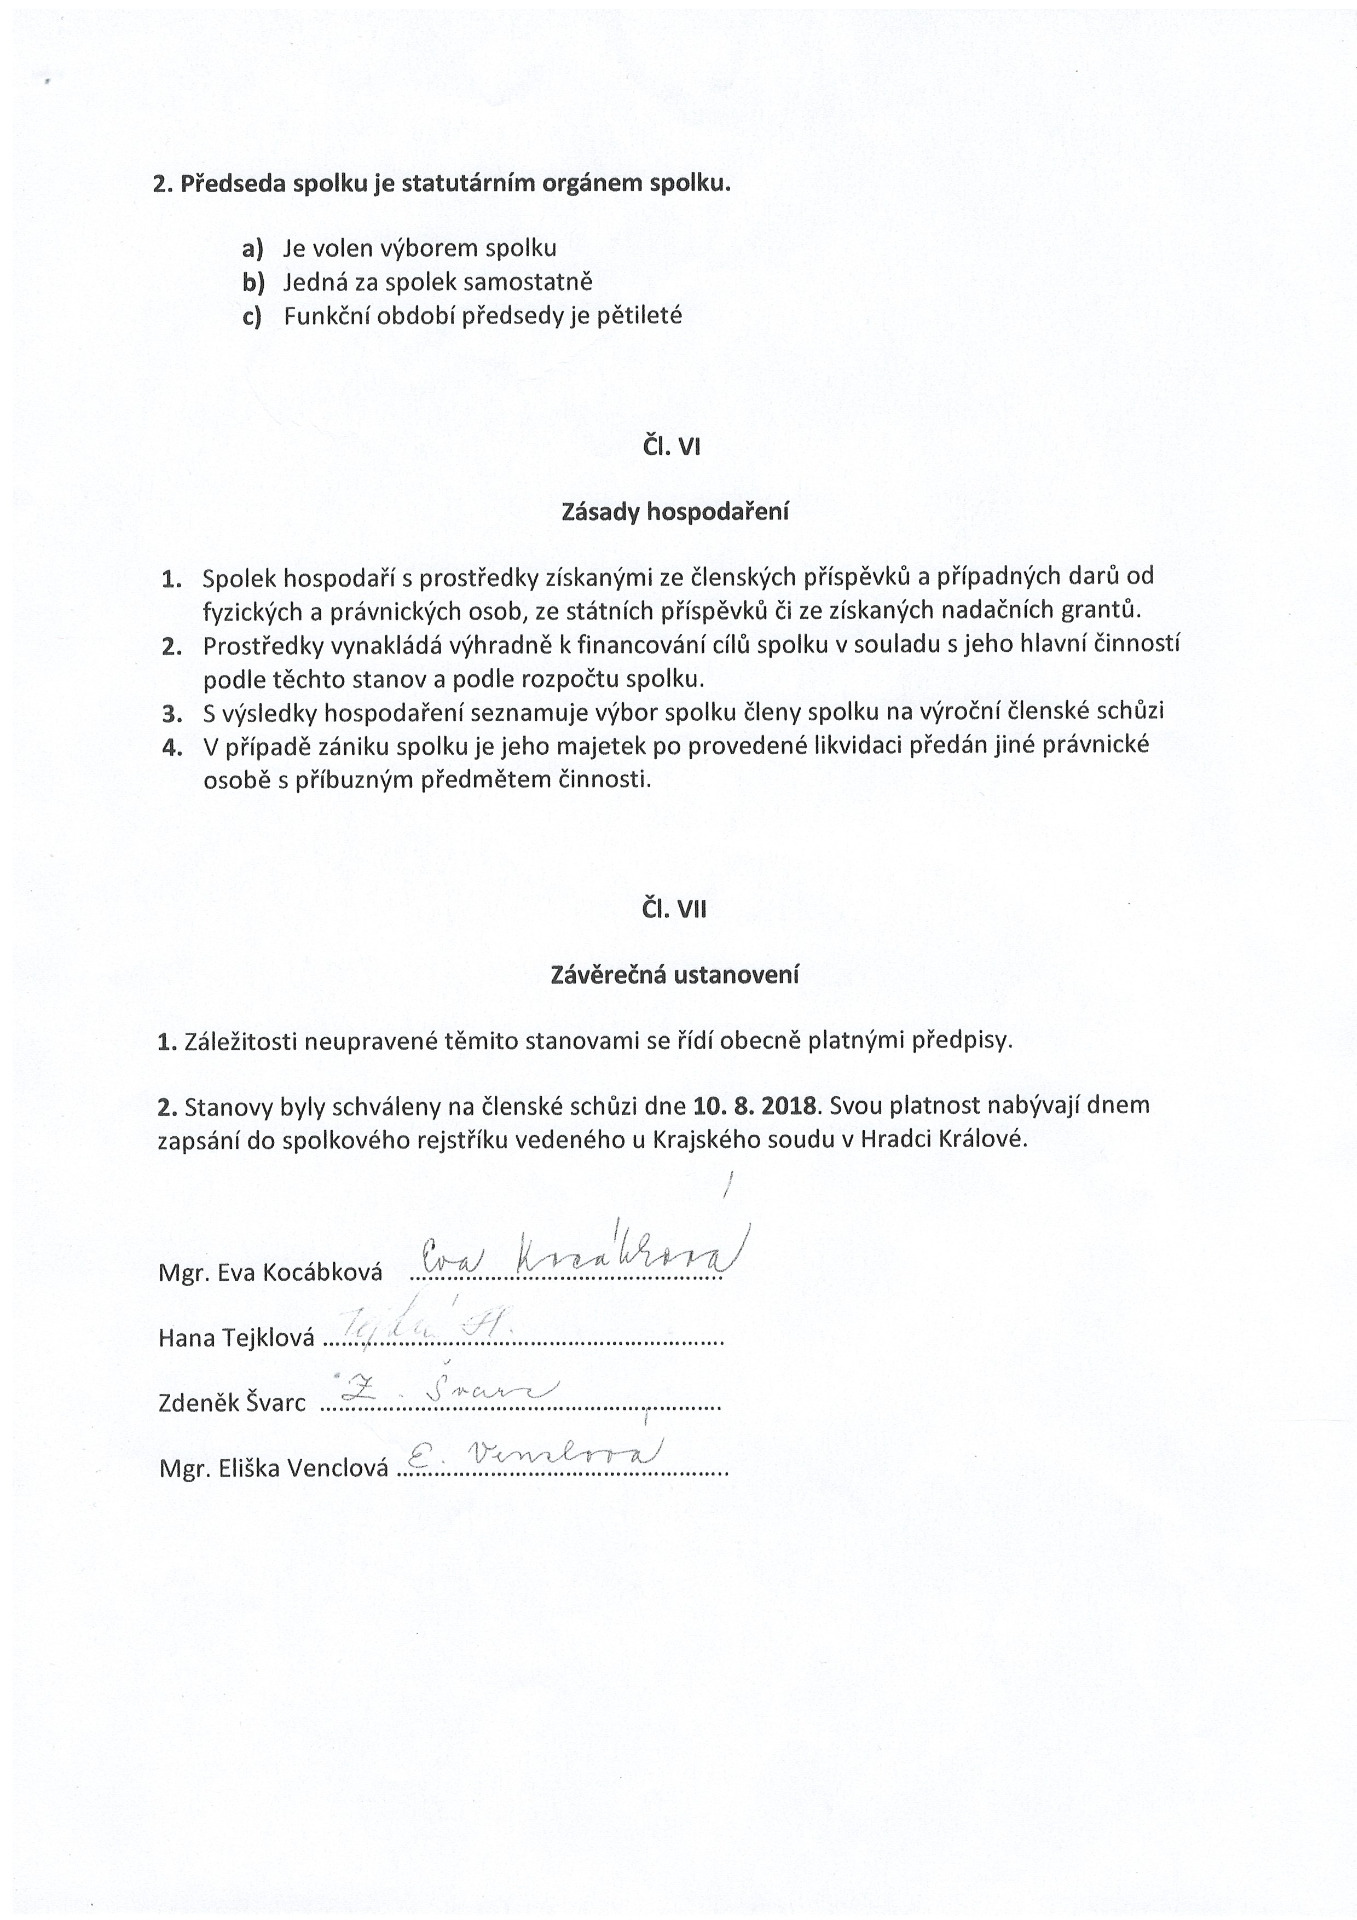 2. Předseda spolku je statutárním orgánem spolku.
a) Je volen výborem spolku
b) Jedná za spolek samostatně
c) Funkční období předsedy je pětileté
Čl. VI
Zásady hospodaření
1. Spolek hospodaří s prostředky získanými ze členských příspěvků a případných darů od
fyzických a právnických osob, ze státních příspěvků či ze získaných nadačních grantů.
2. Prostředky vynakládá výhradně k financování cílů spolku v souladu s jeho hlavní činností
podle těchto stanov a podle rozpočtu spolku.
3. S výsledky hospodaření seznamuje výbor spolku členy spolku na výroční členské schůzi
4. V případě zániku spolku je jeho majetek po provedené likvidaci předán jiné právnické
osobě s příbuzným předmětem činnosti.
Čl. VII
Závěrečná ustanovení
1. Záležitosti neupravené těmito stanovami se řídí obecně platnými předpisy.
2. Stanovy byly schváleny na členské schůzi dne 10. 8. 2018. Svou platnost nabývají dnem
zapsání do spolkového rejstříku vedeného u Krajského soudu v Hradci Králové.
Mgr. Eva Kocábková Eva Kocábková
Hana Tejklová
Zdeněk Švarc Z. Švarc
Mgr. Eliška Venclová E. Venclová